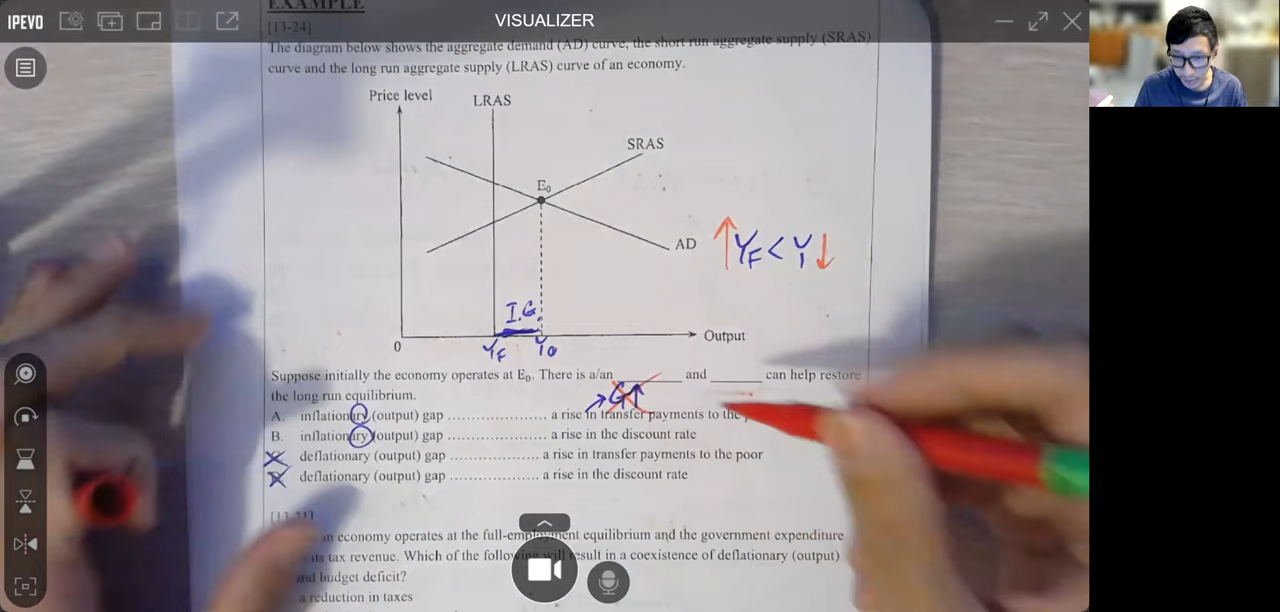 IPEVO
VISUALIZER
EXAMPLE
[13-24]
The diagram below shows the aggregate demand (AD) curve, the short run aggregate supply (SRAS)
curve and the long run aggregate supply (LRAS) curve of an economy.
Price level
LRAS
SRAS
E₀
AD
↑ Y_F < Y ↓
I.G.
Output
0
Y_F Y₀
Suppose initially the economy operates at E₀. There is a/an ________ and ______ can help restore
the long run equilibrium.
G↑
A. inflationary (output) gap ................... a rise in transfer payments to the
B. inflationary (output) gap ................... a rise in the discount rate
deflationary (output) gap ................... a rise in transfer payments to the poor
deflationary (output) gap ................... a rise in the discount rate
an economy operates at the full-employment equilibrium and the government expenditure
its tax revenue. Which of the following will result in a coexistence of deflationary (output)
and budget deficit?
a reduction in taxes